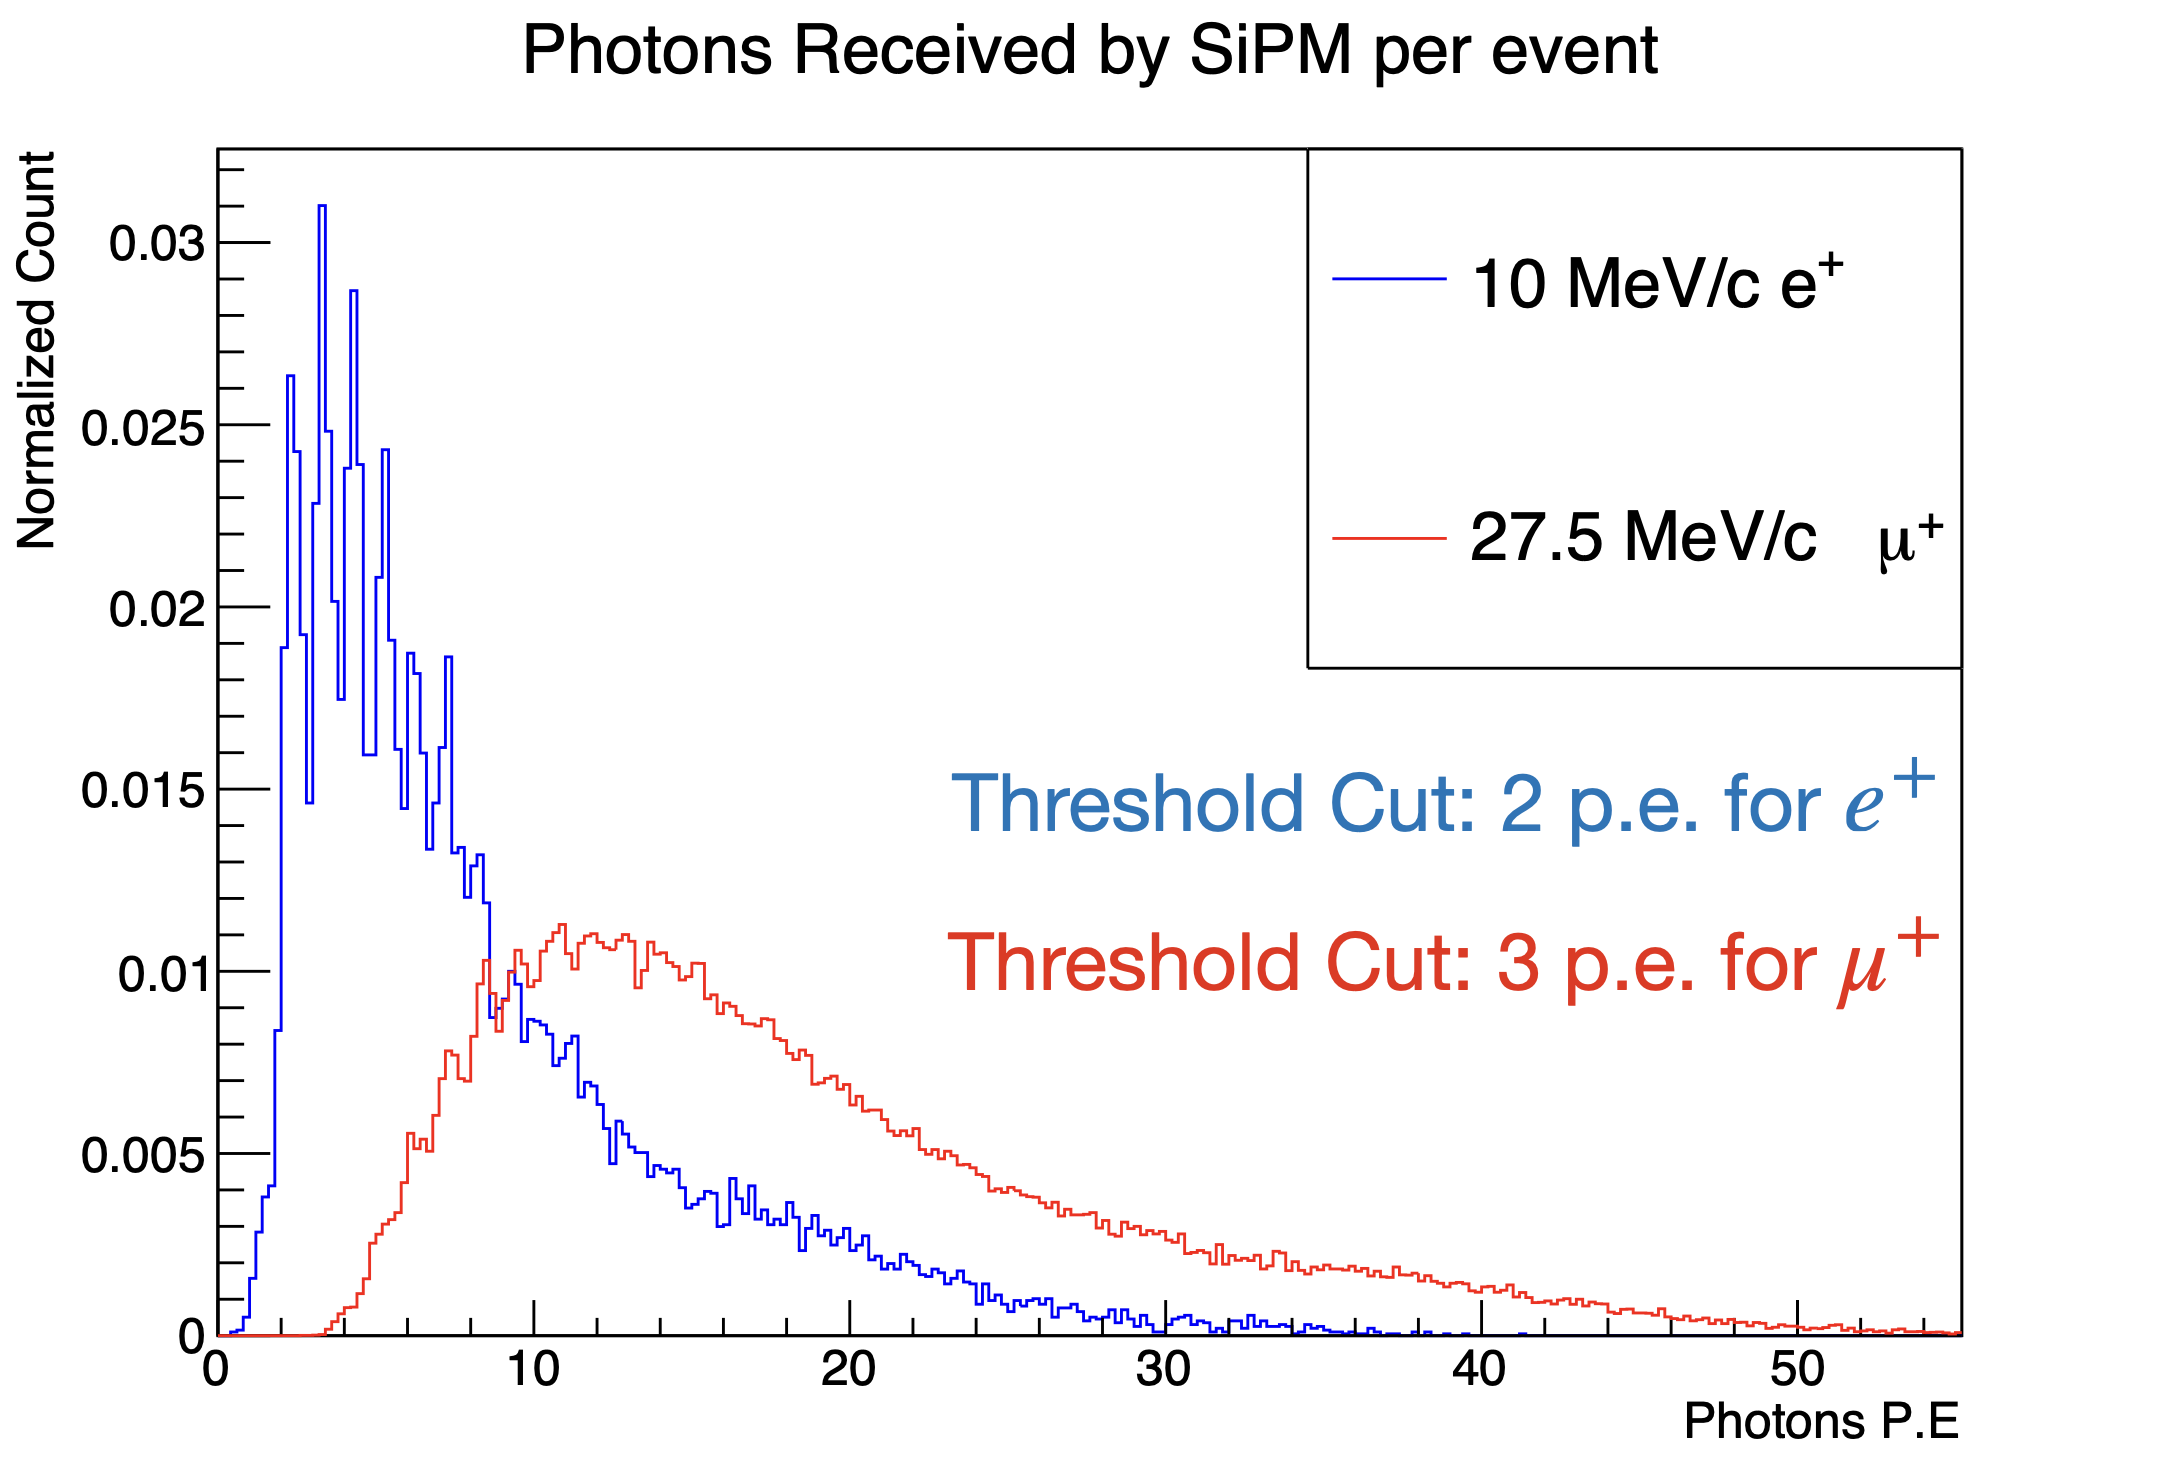 Photons Received by SiPM per event
Normalized Count
0.03
0.025
0.02
0.015
0.01
0.005
0
10 MeV/c e⁺
27.5 MeV/c μ⁺
Threshold Cut: 2 p.e. for e⁺
Threshold Cut: 3 p.e. for μ⁺
0 10 20 30 40 50
Photons P.E